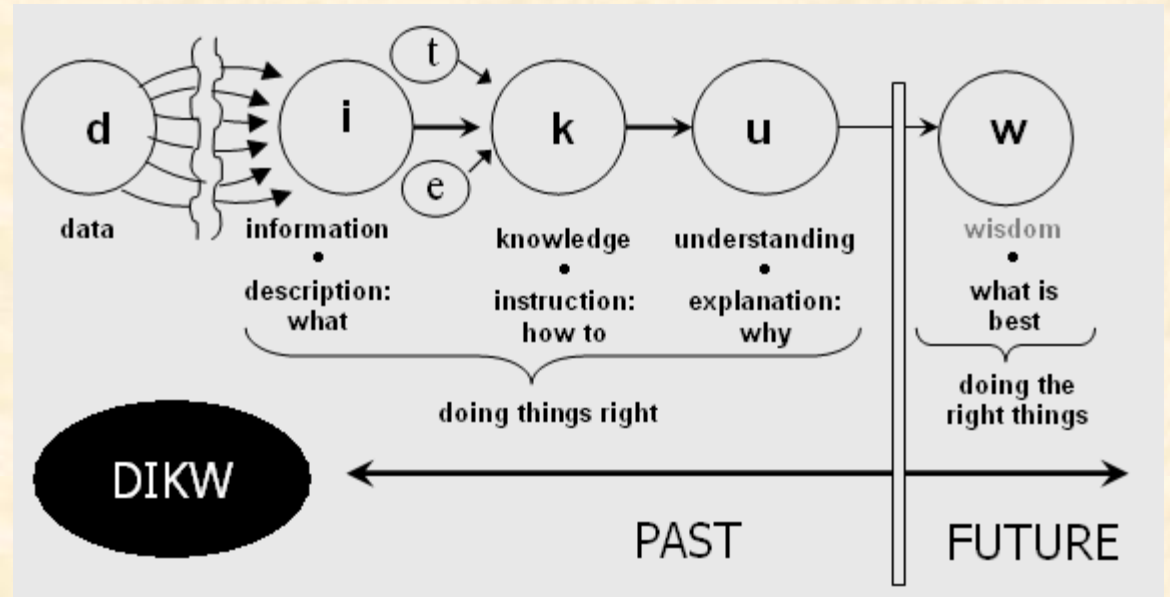 d
i
t
e
k
u
w
data
information
description:
what
knowledge
instruction:
how to
understanding
explanation:
why
wisdom
what is
best
doing things right
doing the
right things
DIKW
PAST
FUTURE